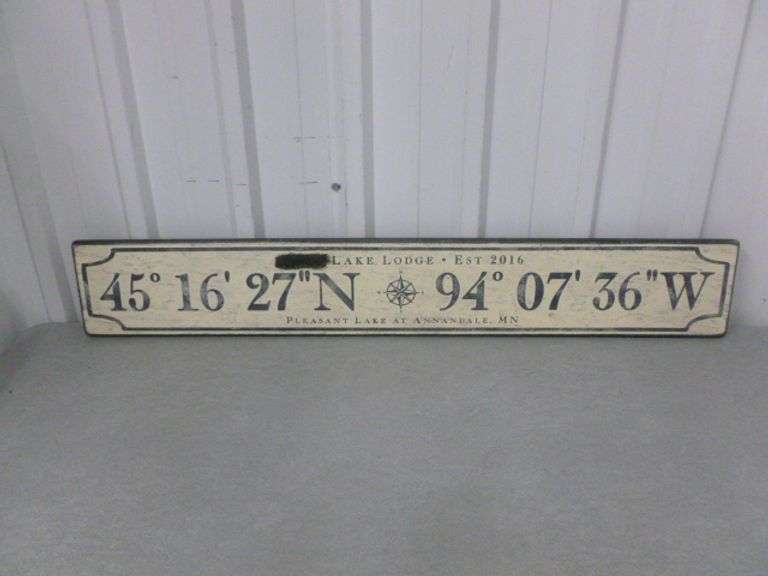 LAKE LODGE • EST 2016
45° 16' 27"N 94° 07' 36"W
PLEASANT LAKE AT ANNANDALE, MN